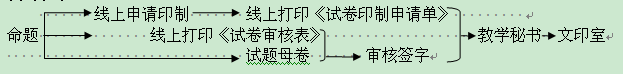 线上申请印制 线上打印《试卷印制申请单》
命题 线上打印《试卷审核表》 教学秘书 文印室
试题母卷 审核签字